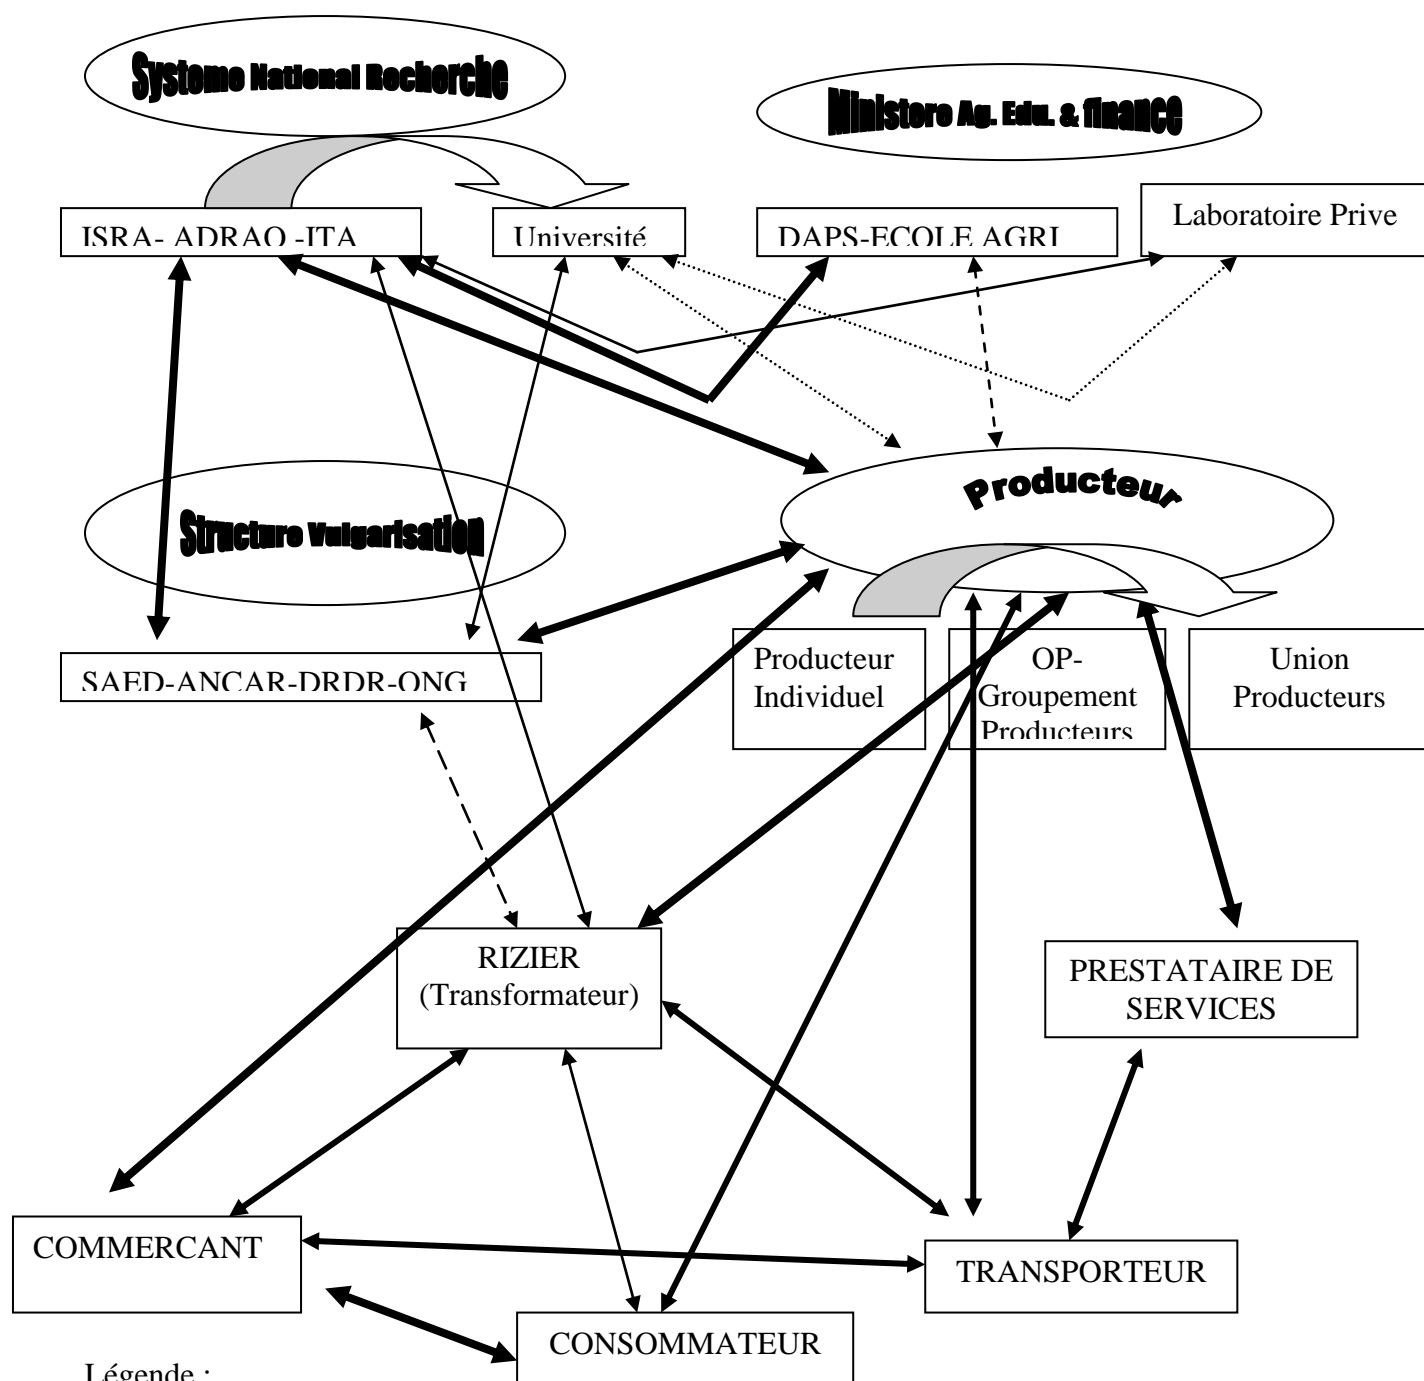 Systeme National Recherche
Ministere Ag. Edu. & finance
ISRA- ADRAO -ITA
Université
DAPS-ECOLE AGRI
Laboratoire Prive
Producteur
Structure Vulgarisation
SAED-ANCAR-DRDR-ONG
Producteur
Individuel
OP-
Groupement
Producteurs
Union
Producteurs
RIZIER
(Transformateur)
PRESTATAIRE DE
SERVICES
COMMERCANT
TRANSPORTEUR
CONSOMMATEUR
Légende :